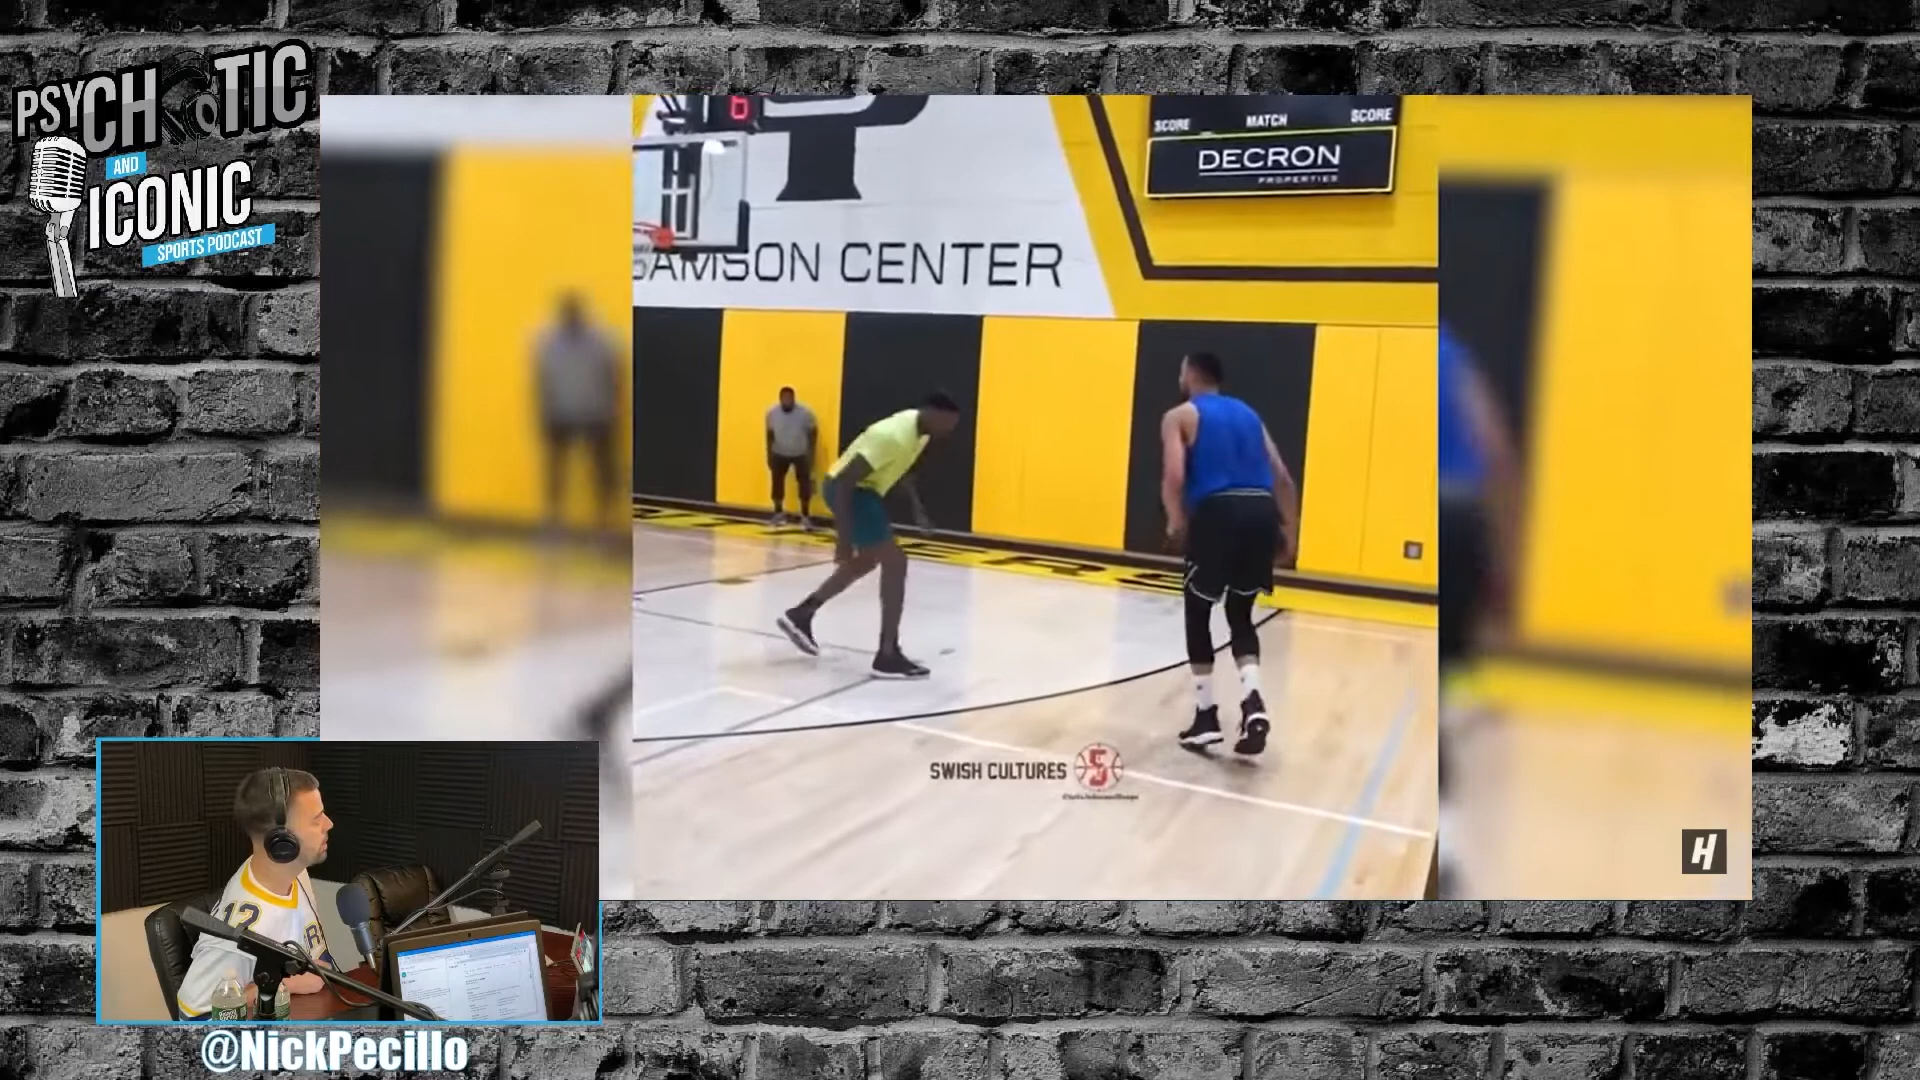 PSYCHOTIC
AND
ICONIC
SPORTS PODCAST
6
SCORE MATCH SCORE
DECRON
PROPERTIES
SAMSON CENTER
SWISH CULTURES
S
H
12
@NickPecillo